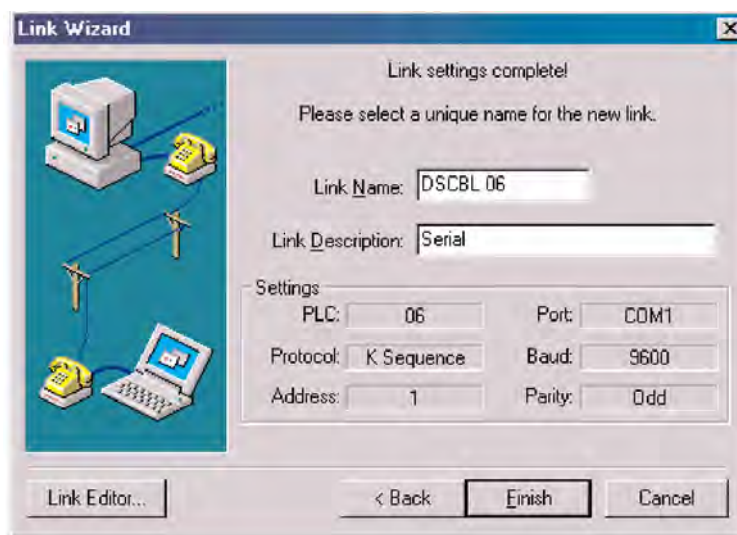 Link Wizard
Link settings complete!
Please select a unique name for the new link.
Link Name: DSCBL 06
Link Description: Serial
Settings
PLC: 06 Port: COM1
Protocol: K Sequence Baud: 9600
Address: 1 Parity: Odd
Link Editor... < Back Finish Cancel